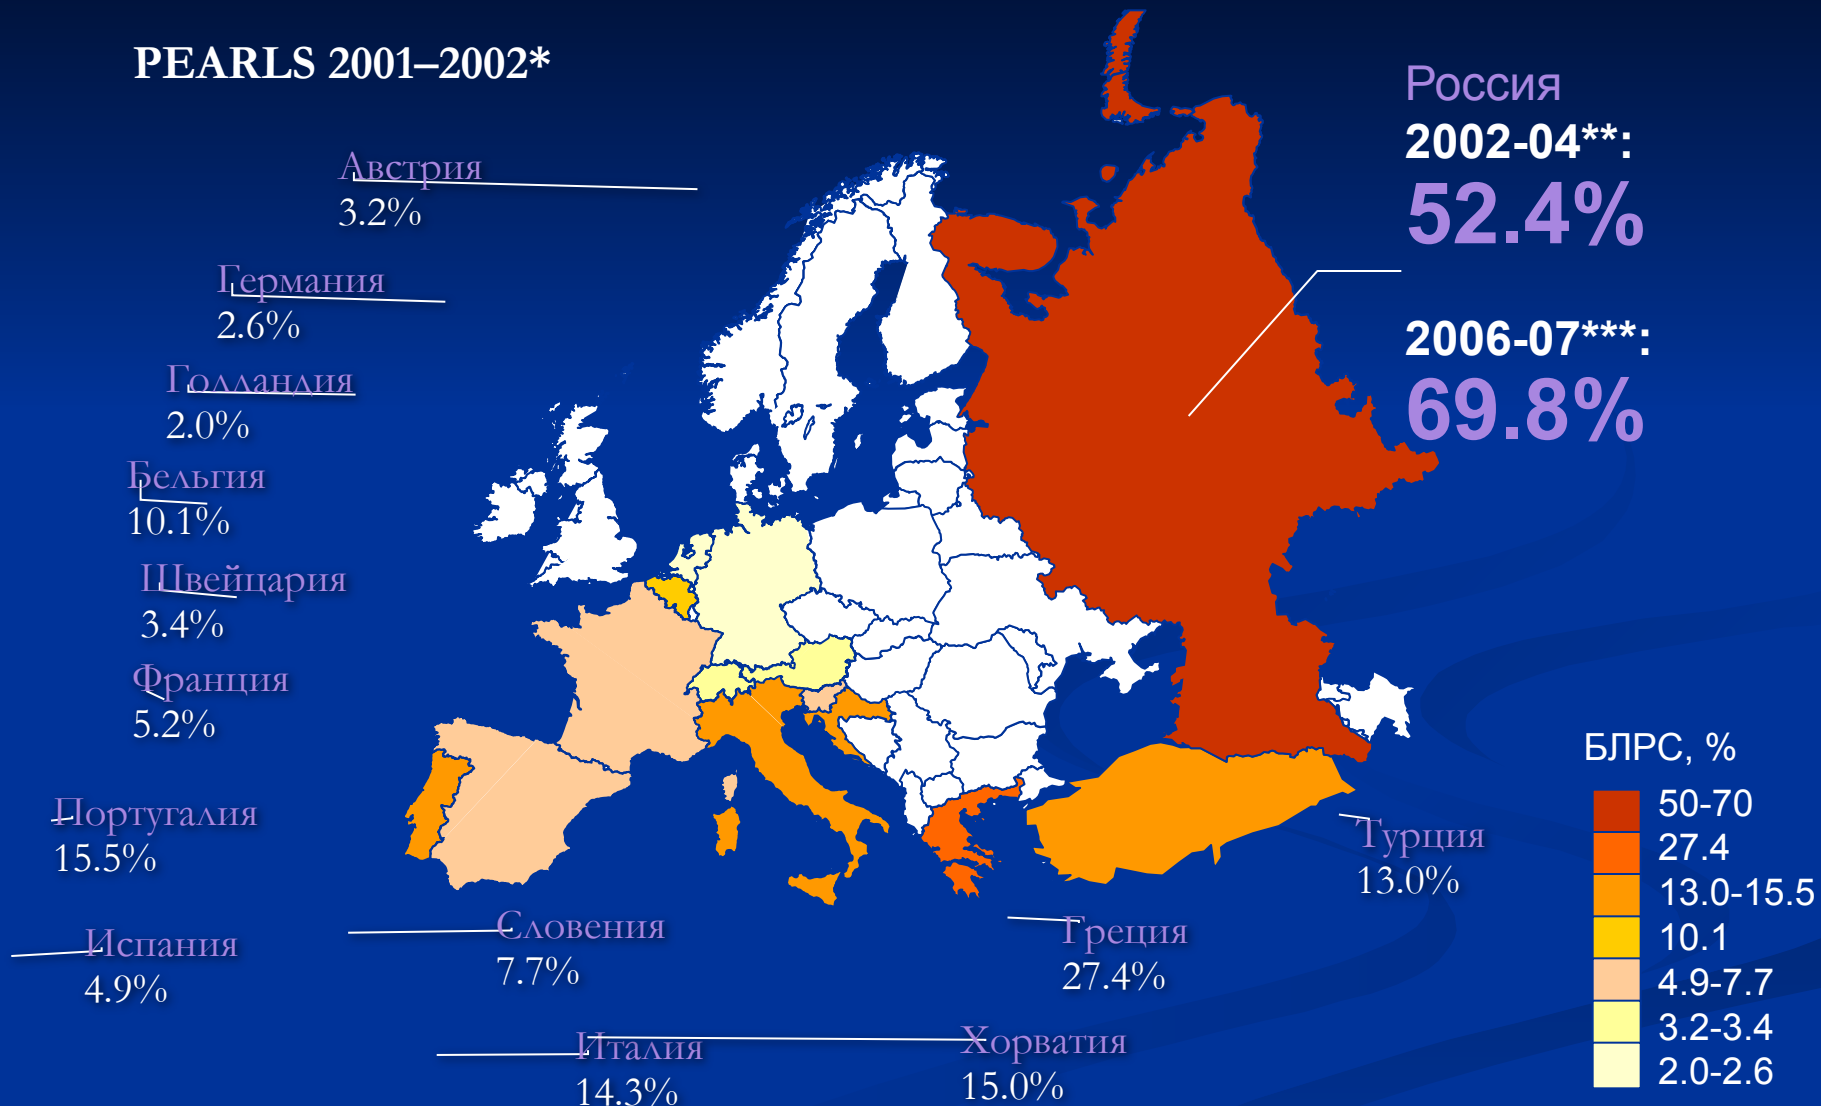 PEARLS 2001–2002*
Россия
2002-04**:
52.4%
2006-07***:
69.8%
Австрия
3.2%
Германия
2.6%
Голландия
2.0%
Бельгия
10.1%
Швейцария
3.4%
Франция
5.2%
Португалия
15.5%
Испания
4.9%
Словения
7.7%
Италия
14.3%
Хорватия
15.0%
Греция
27.4%
Турция
13.0%
БЛРС, %
50-70
27.4
13.0-15.5
10.1
4.9-7.7
3.2-3.4
2.0-2.6